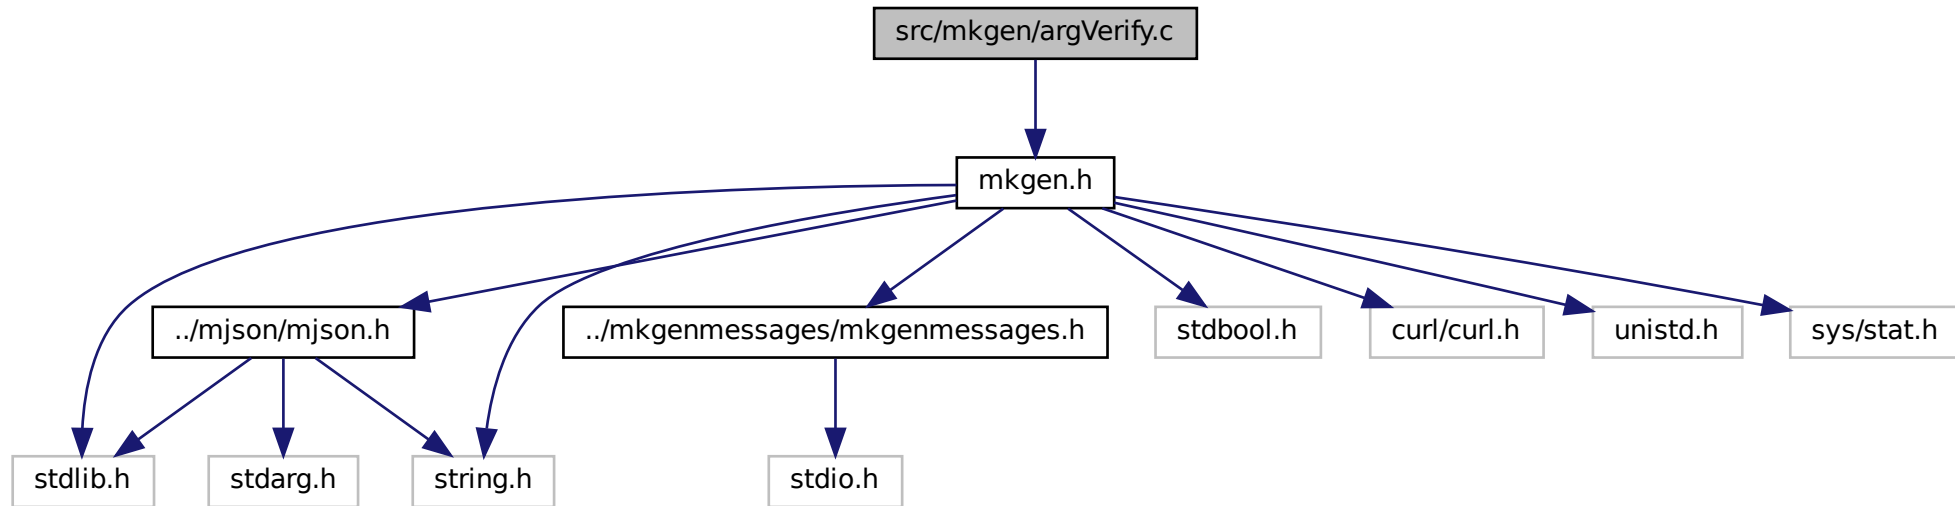 src/mkgen/argVerify.c
mkgen.h
../mjson/mjson.h
../mkgenmessages/mkgenmessages.h
stdbool.h
curl/curl.h
unistd.h
sys/stat.h
stdlib.h
stdarg.h
string.h
stdio.h